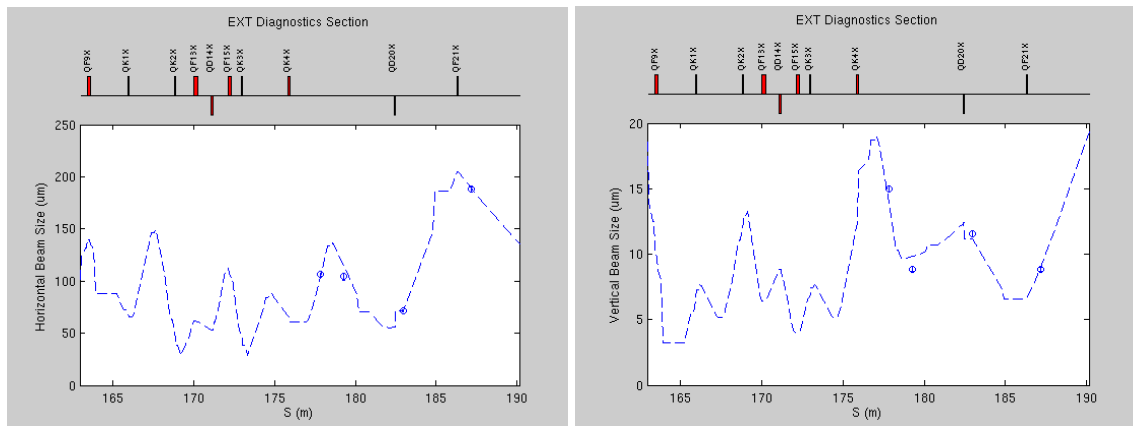 EXT Diagnostics Section
QF9X QK1X QK2X QF13X QD14X QF15X QK3X QK4X QD20X QF21X
250
200
150
100
50
0
Horizontal Beam Size (um)
165 170 175 180 185 190
S (m)
EXT Diagnostics Section
QF9X QK1X QK2X QF13X QD14X QF15X QK3X QK4X QD20X QF21X
20
15
10
5
0
Vertical Beam Size (um)
165 170 175 180 185 190
S (m)